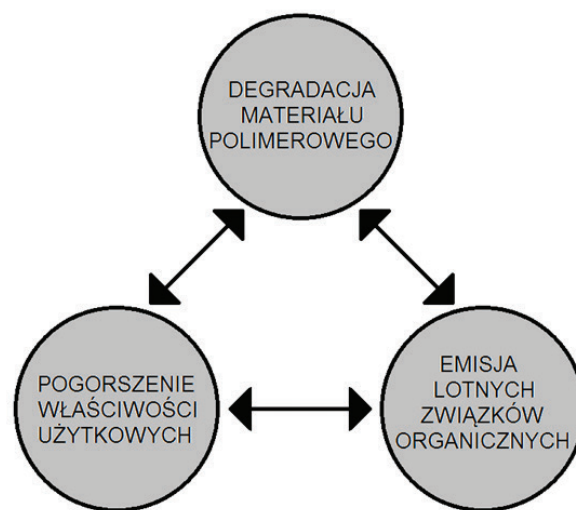 DEGRADACJA
MATERIAŁU
POLIMEROWEGO
POGORSZENIE
WŁAŚCIWOŚCI
UŻYTKOWYCH
EMISJA
LOTNYCH
ZWIĄZKÓW
ORGANICZNYCH